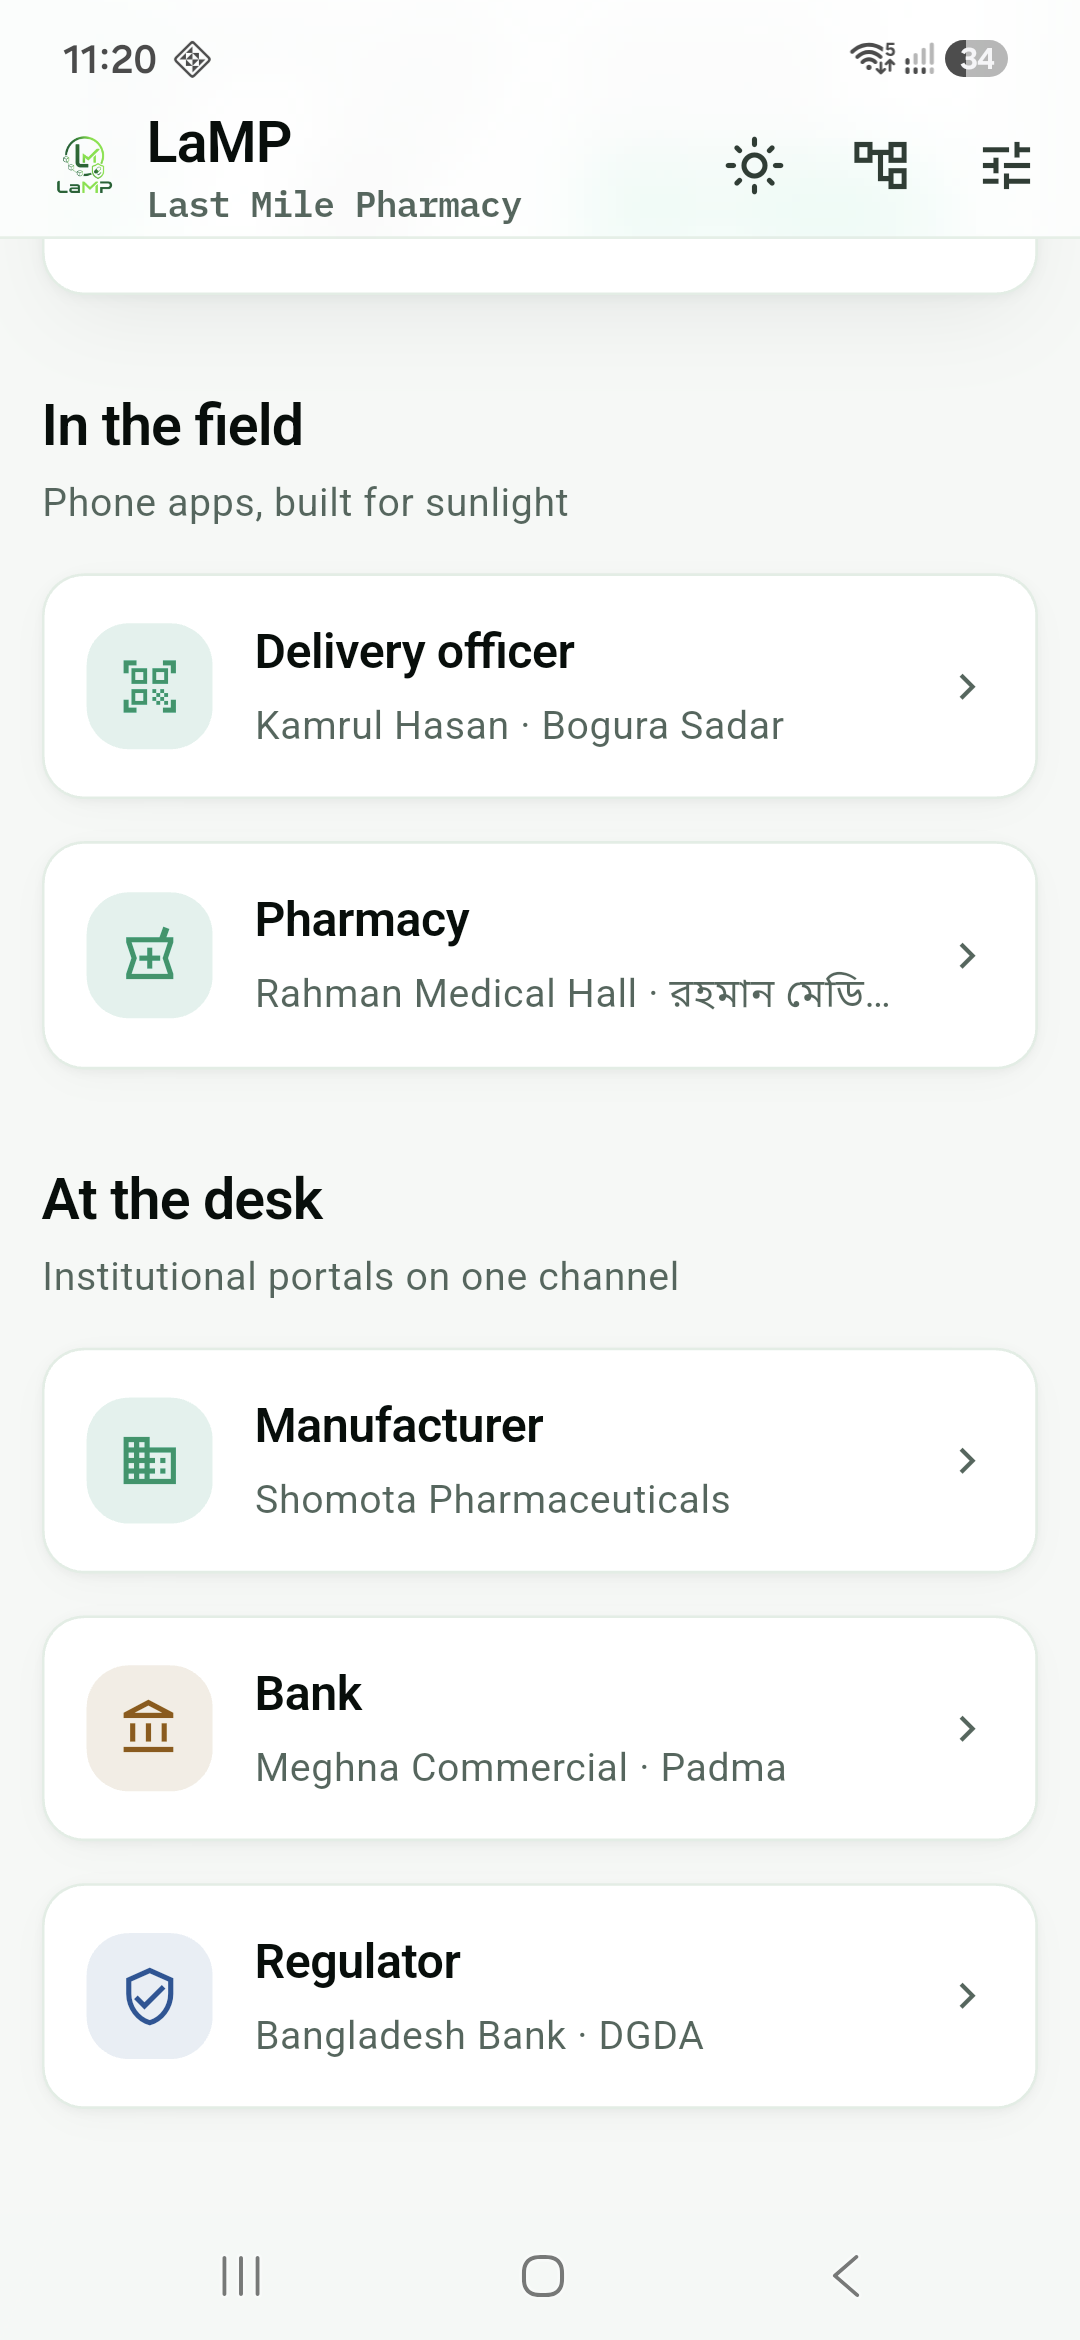 11:20
5
34
LaMP
LaMP
Last Mile Pharmacy
In the field
Phone apps, built for sunlight
Delivery officer
Kamrul Hasan · Bogura Sadar
Pharmacy
Rahman Medical Hall · রহমান মেডি...
At the desk
Institutional portals on one channel
Manufacturer
Shomota Pharmaceuticals
Bank
Meghna Commercial · Padma
Regulator
Bangladesh Bank · DGDA